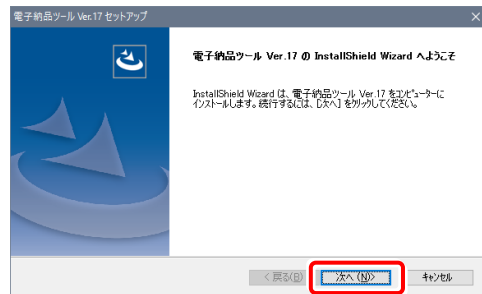 電子納品ツール Ver.17 セットアップ
電子納品ツール Ver.17 の InstallShield Wizard へようこそ
InstallShield Wizard は、電子納品ツール Ver.17 をコンピューターに
インストールします。続行するには、[次へ] をクリックしてください。
< 戻る(B)
次へ (N)>
キャンセル